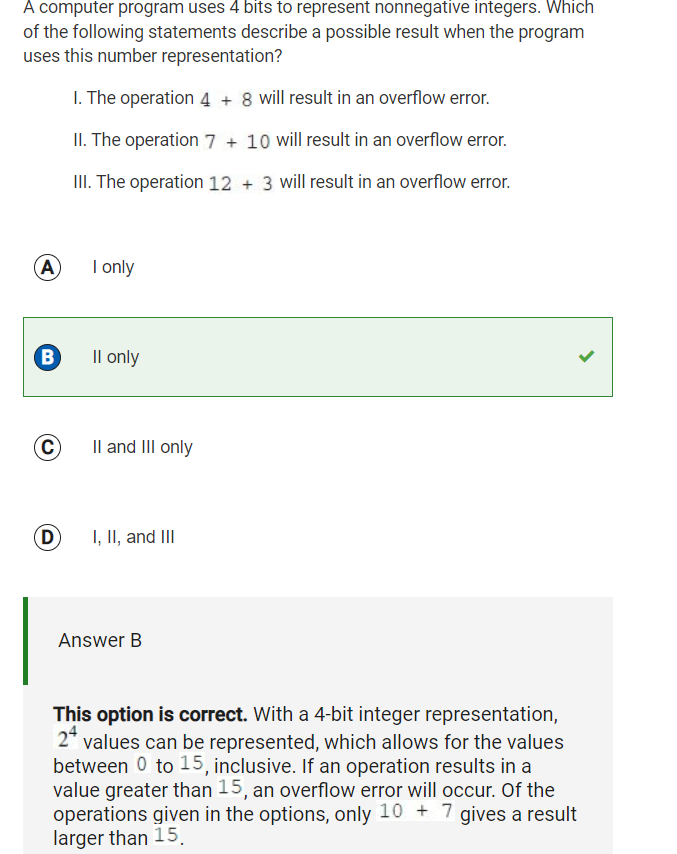 A computer program uses 4 bits to represent nonnegative integers. Which
of the following statements describe a possible result when the program
uses this number representation?
I. The operation 4 + 8 will result in an overflow error.
II. The operation 7 + 10 will result in an overflow error.
III. The operation 12 + 3 will result in an overflow error.
A I only
B II only
C II and III only
D I, II, and III
Answer B
This option is correct. With a 4-bit integer representation,
2⁴ values can be represented, which allows for the values
between 0 to 15, inclusive. If an operation results in a
value greater than 15, an overflow error will occur. Of the
operations given in the options, only 10 + 7 gives a result
larger than 15.